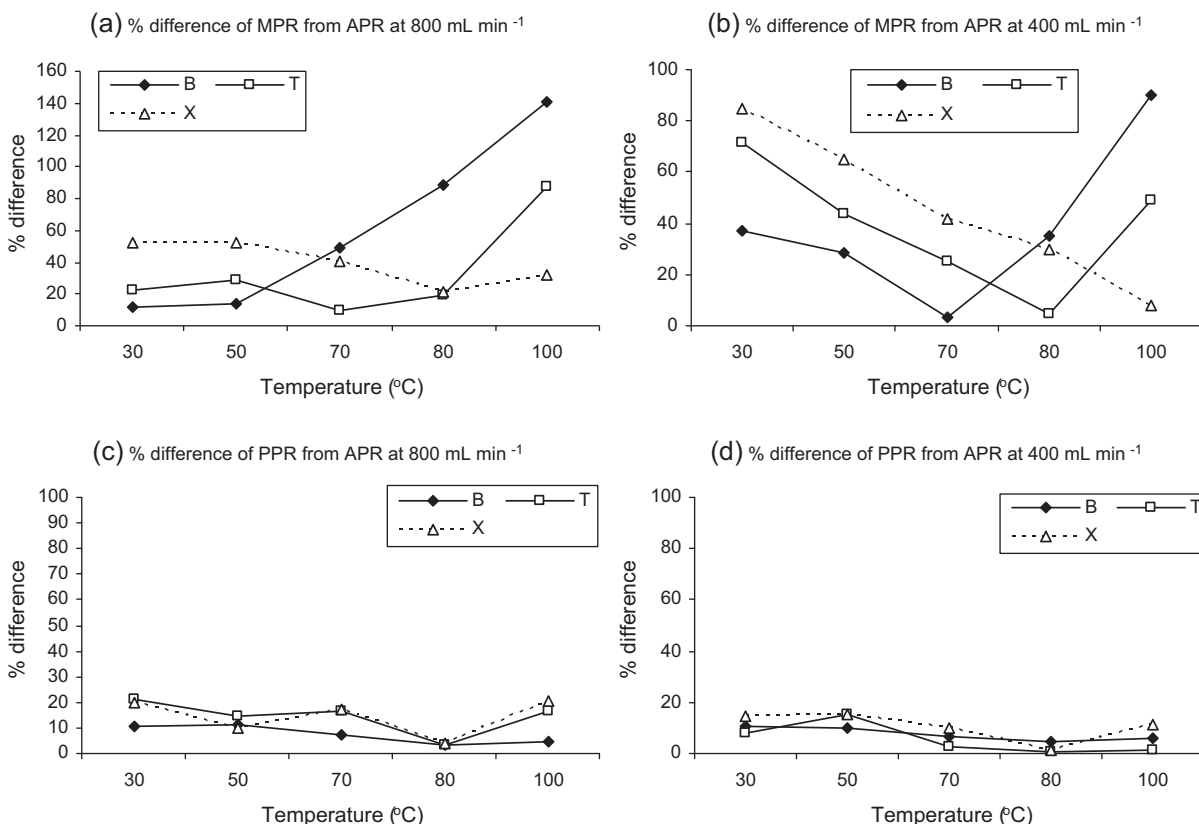 (a) % difference of MPR from APR at 800 mL min -1
160
140
120
100
80
60
40
20
0
% difference
B
T
X
30 50 70 80 100
Temperature (oC)
(b) % difference of MPR from APR at 400 mL min -1
100
80
60
40
20
0
% difference
B
T
X
30 50 70 80 100
Temperature (oC)
(c) % difference of PPR from APR at 800 mL min -1
100
90
80
70
60
50
40
30
20
10
0
% difference
B
T
X
30 50 70 80 100
Temperature (oC)
(d) % difference of PPR from APR at 400 mL min -1
100
80
60
40
20
0
% difference
B
T
X
30 50 70 80 100
Temperature (oC)